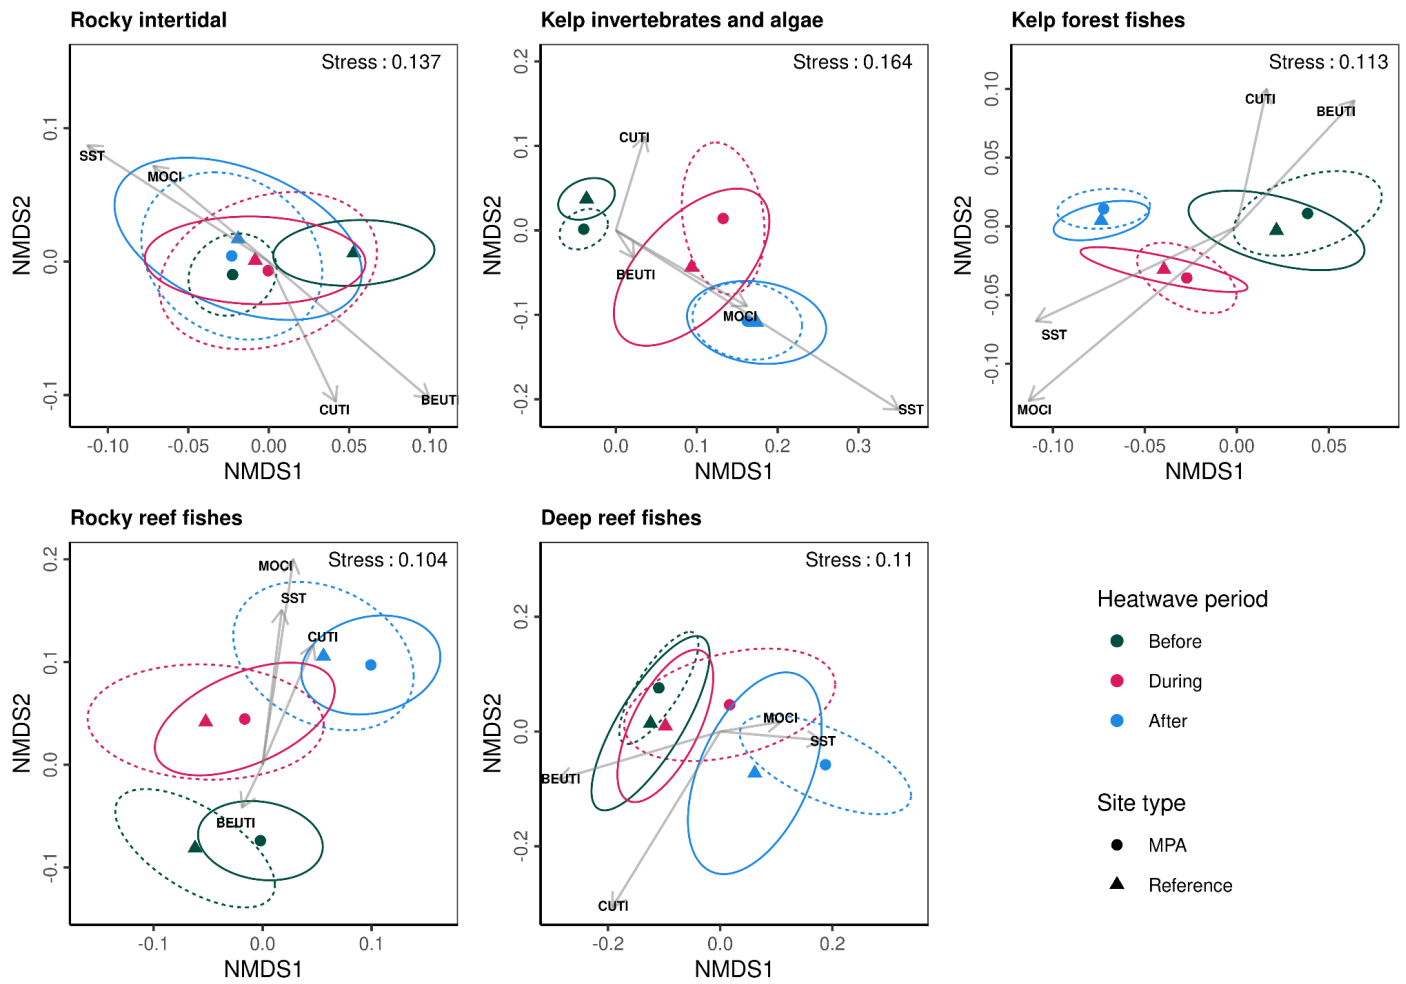 Rocky intertidal
Stress : 0.137
SST
MOCI
CUTI
BEUTI
NMDS2
0.1
0.0
-0.1
-0.10
-0.05
0.00
0.05
0.10
NMDS1
Kelp invertebrates and algae
Stress : 0.164
CUTI
BEUTI
MOCI
SST
NMDS2
0.2
0.1
0.0
-0.1
-0.2
0.0
0.1
0.2
0.3
NMDS1
Kelp forest fishes
Stress : 0.113
CUTI
BEUTI
SST
MOCI
NMDS2
0.10
0.05
0.00
-0.05
-0.10
-0.10
-0.05
0.00
0.05
NMDS1
Rocky reef fishes
Stress : 0.104
MOCI
SST
CUTI
BEUTI
NMDS2
0.2
0.1
0.0
-0.1
-0.1
0.0
0.1
NMDS1
Deep reef fishes
Stress : 0.11
MOCI
SST
BEUTI
CUTI
NMDS2
0.2
0.0
-0.2
-0.2
0.0
0.2
NMDS1
Heatwave period
Before
During
After
Site type
MPA
Reference